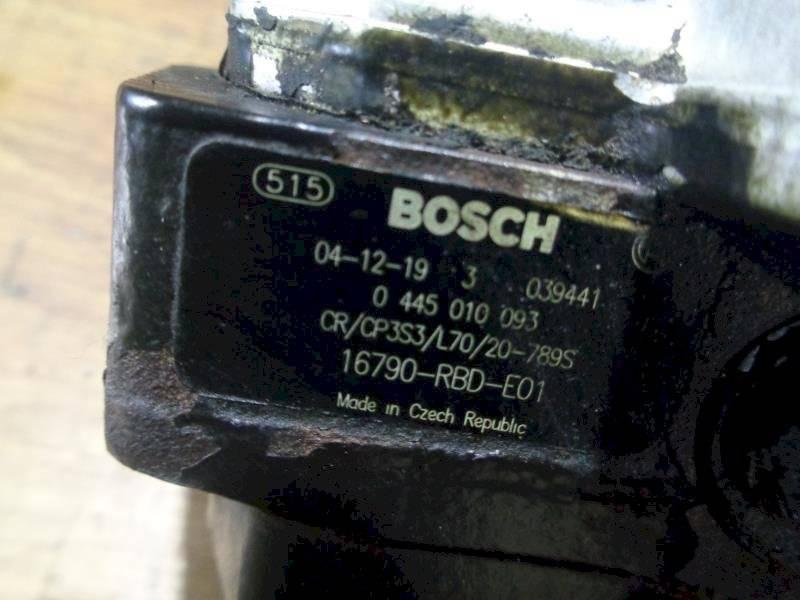 515 BOSCH
04-12-19 3 039441
0 445 010 093
CR/CP3S3/L70/20-789S
16790-RBD-E01
Made in Czech Republic